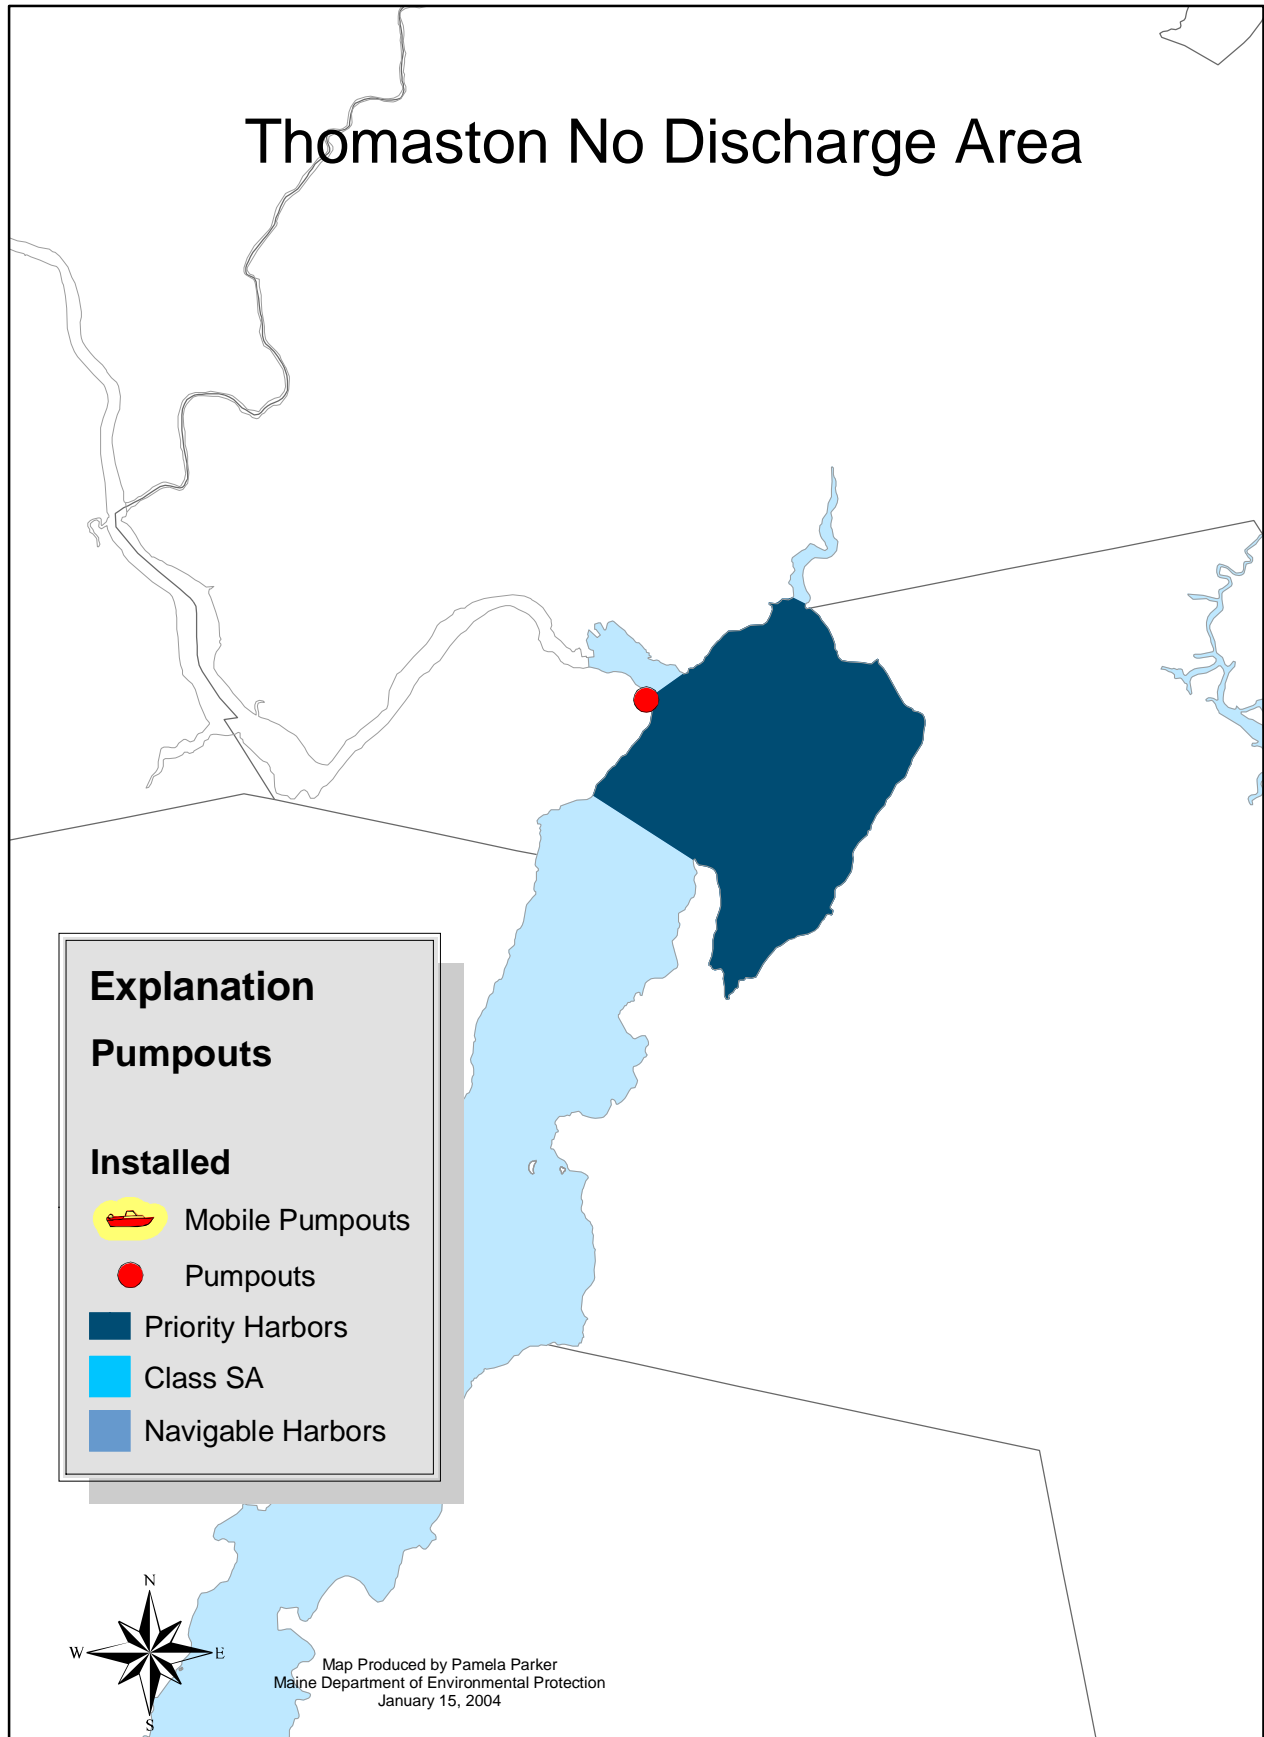 Thomaston No Discharge Area
Explanation
Pumpouts
Installed
Mobile Pumpouts
Pumpouts
Priority Harbors
Class SA
Navigable Harbors
N
W
E
S
Map Produced by Pamela Parker
Maine Department of Environmental Protection
January 15, 2004